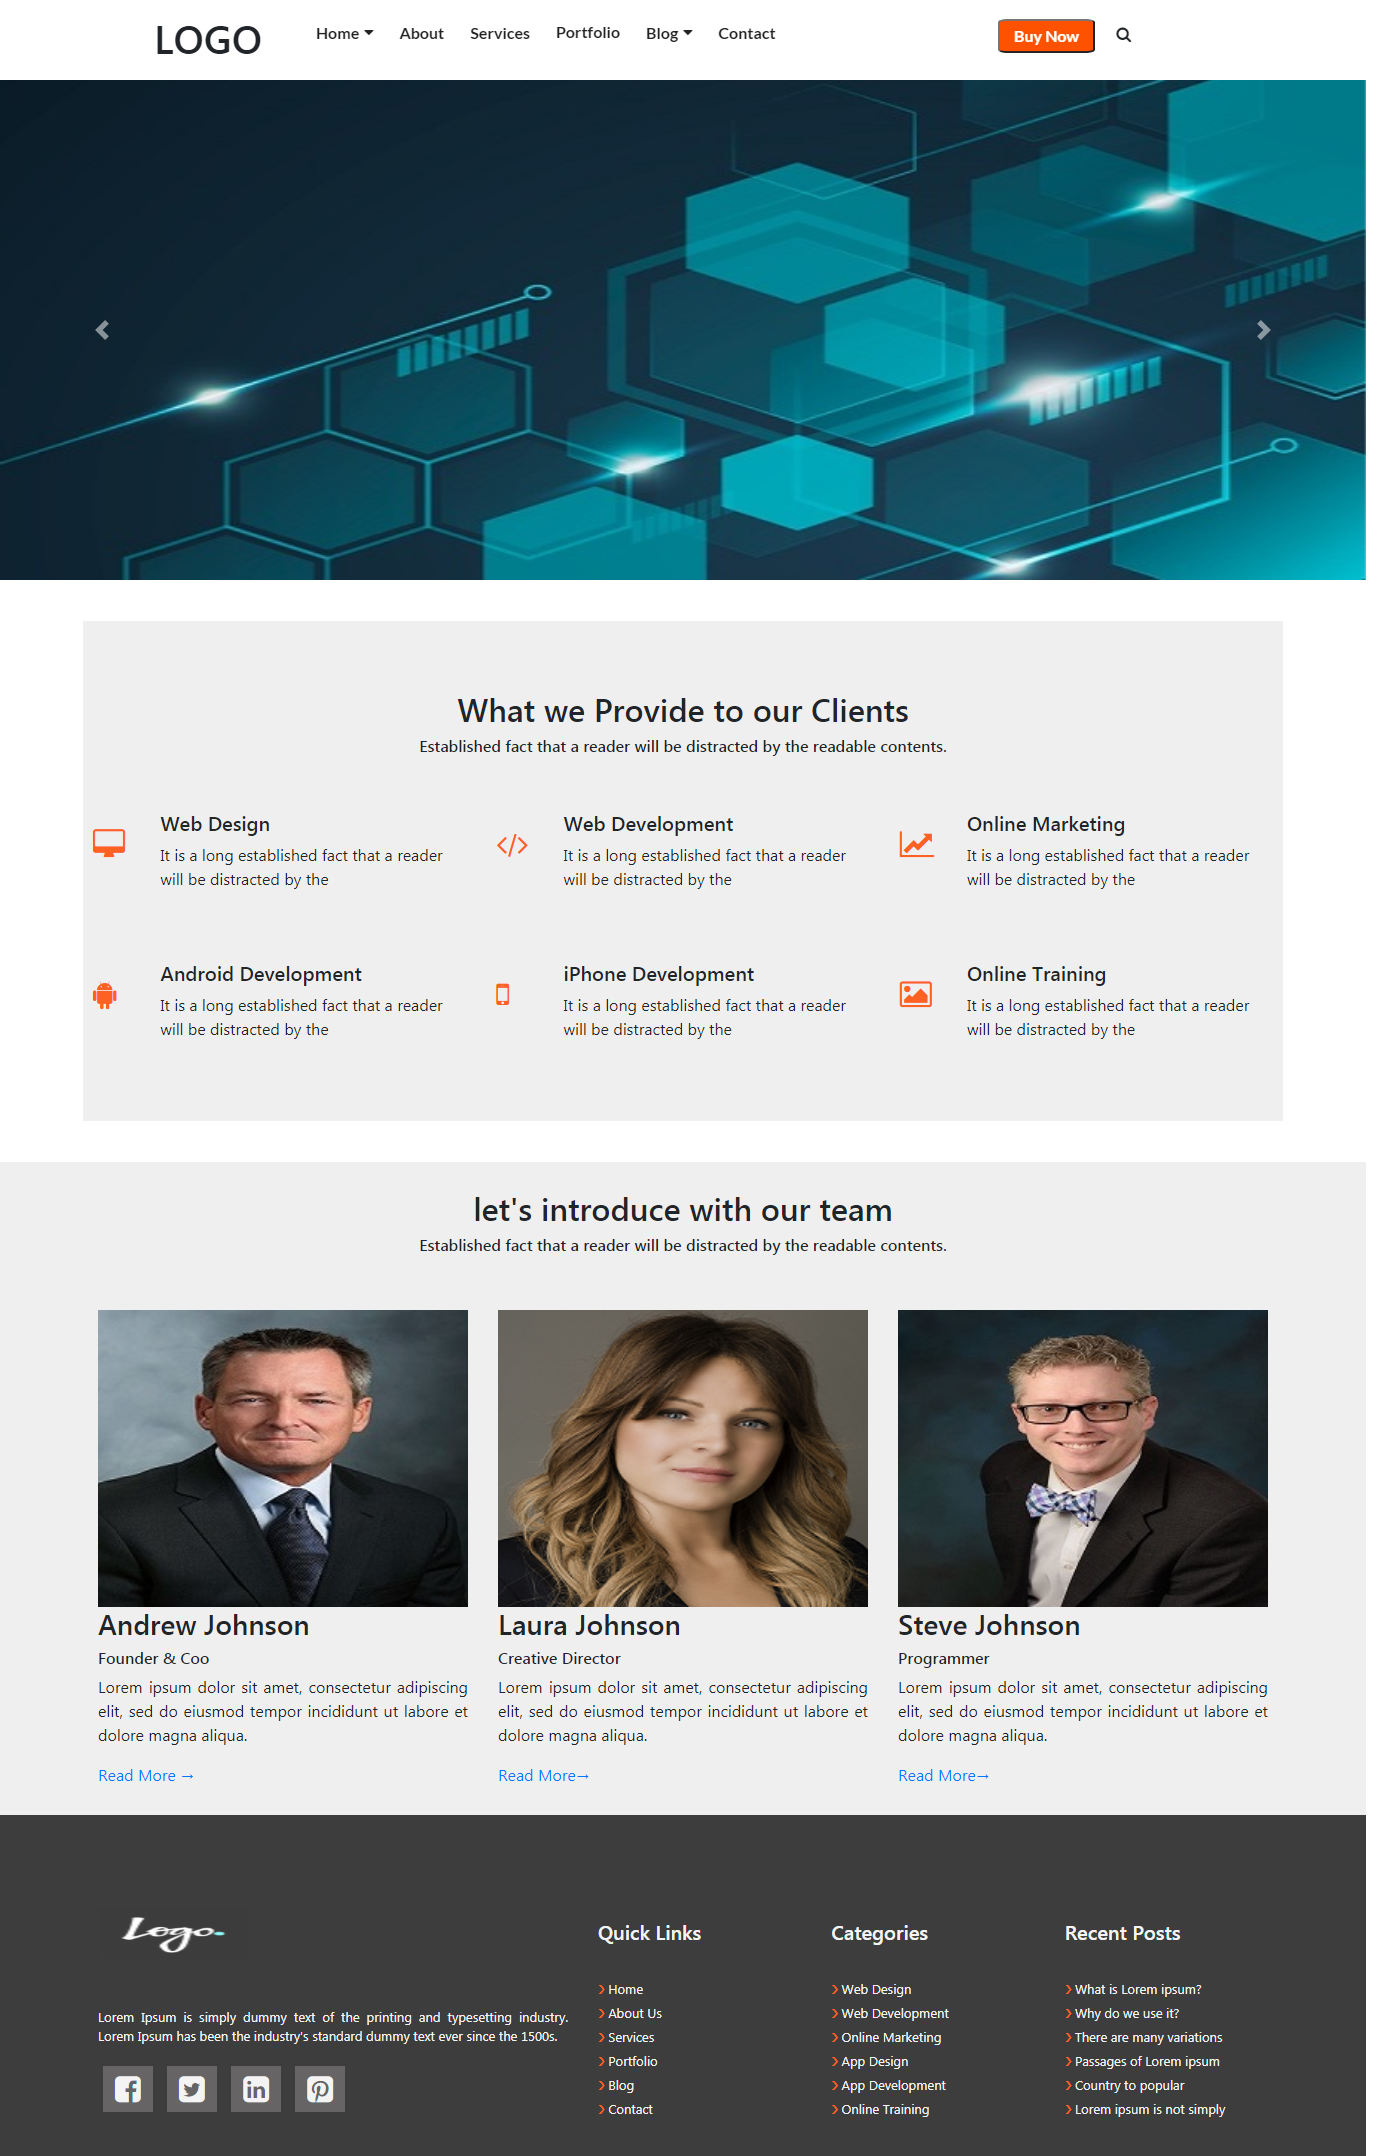 LOGO
Home
About
Services
Portfolio
Blog
Contact
Buy Now
What we Provide to our Clients
Established fact that a reader will be distracted by the readable contents.
Web Design
It is a long established fact that a reader
will be distracted by the
Web Development
It is a long established fact that a reader
will be distracted by the
Online Marketing
It is a long established fact that a reader
will be distracted by the
Android Development
It is a long established fact that a reader
will be distracted by the
iPhone Development
It is a long established fact that a reader
will be distracted by the
Online Training
It is a long established fact that a reader
will be distracted by the
let's introduce with our team
Established fact that a reader will be distracted by the readable contents.
Andrew Johnson
Founder & Coo
Lorem ipsum dolor sit amet, consectetur adipiscing
elit, sed do eiusmod tempor incididunt ut labore et
dolore magna aliqua.
Read More →
Laura Johnson
Creative Director
Lorem ipsum dolor sit amet, consectetur adipiscing
elit, sed do eiusmod tempor incididunt ut labore et
dolore magna aliqua.
Read More→
Steve Johnson
Programmer
Lorem ipsum dolor sit amet, consectetur adipiscing
elit, sed do eiusmod tempor incididunt ut labore et
dolore magna aliqua.
Read More→
Logo
Lorem Ipsum is simply dummy text of the printing and typesetting industry.
Lorem Ipsum has been the industry's standard dummy text ever since the 1500s.
Quick Links
Home
About Us
Services
Portfolio
Blog
Contact
Categories
Web Design
Web Development
Online Marketing
App Design
App Development
Online Training
Recent Posts
What is Lorem ipsum?
Why do we use it?
There are many variations
Passages of Lorem ipsum
Country to popular
Lorem ipsum is not simply